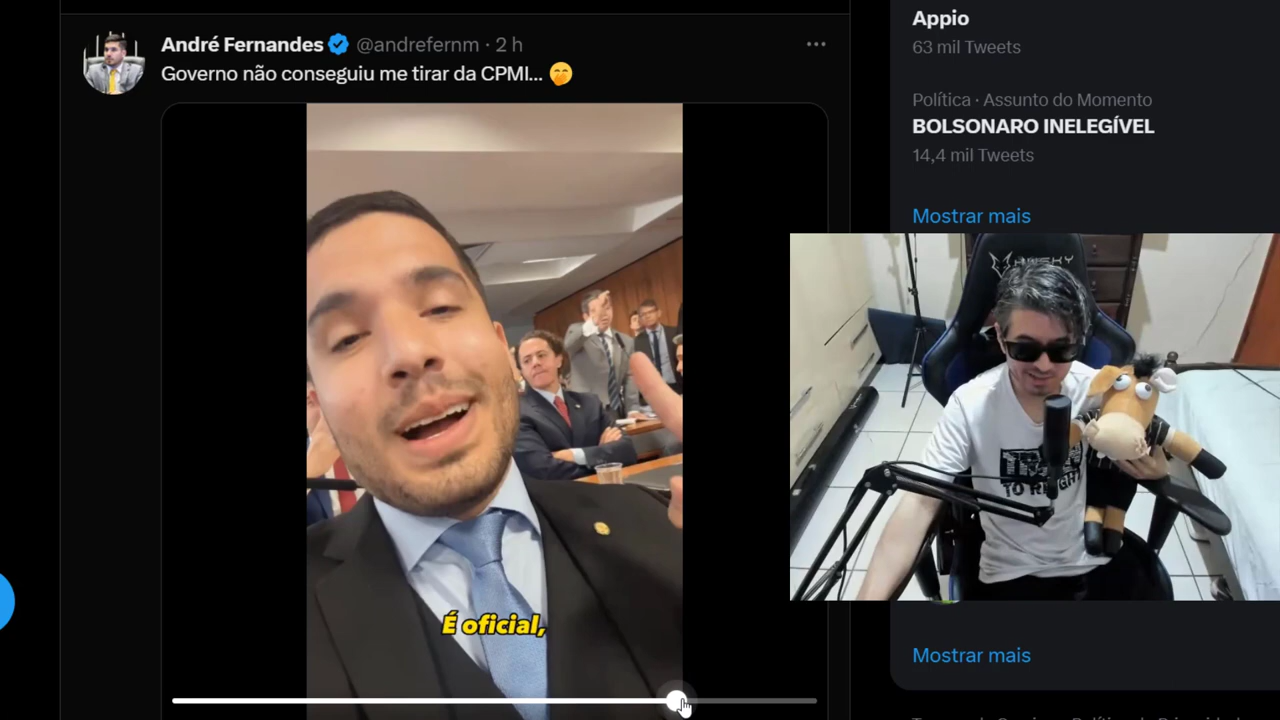 André Fernandes @andrefernm · 2 h
Governo não conseguiu me tirar da CPMI... 🤭
É oficial,
Appio
63 mil Tweets
Política · Assunto do Momento
BOLSONARO INELEGÍVEL
14,4 mil Tweets
Mostrar mais
Mostrar mais